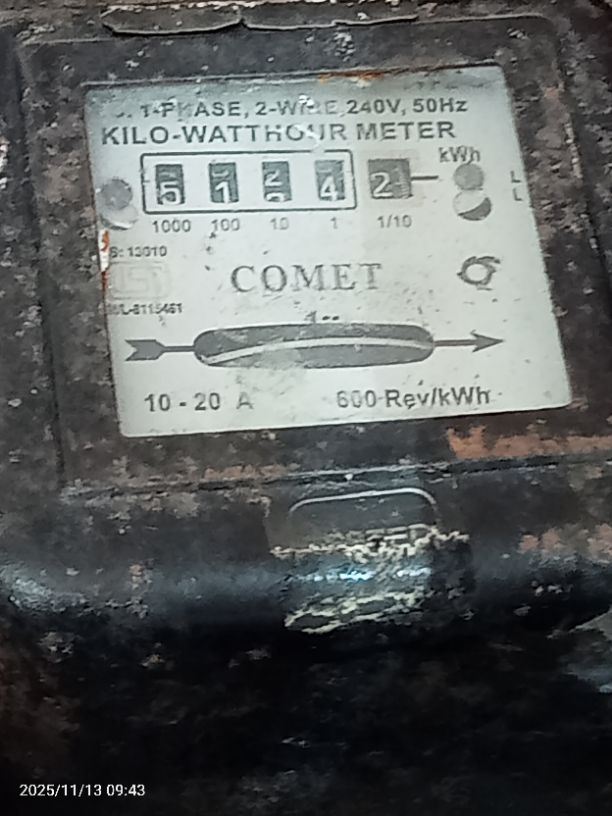 1-PHASE, 2-WIRE, 240V, 50Hz
KILO-WATTHOUR METER
kWh
5 1 2 4 2
1000 100 10 1 1/10
S: 13010
COMET
10 - 20 A 600 Rev/kWh
2025/11/13 09:43